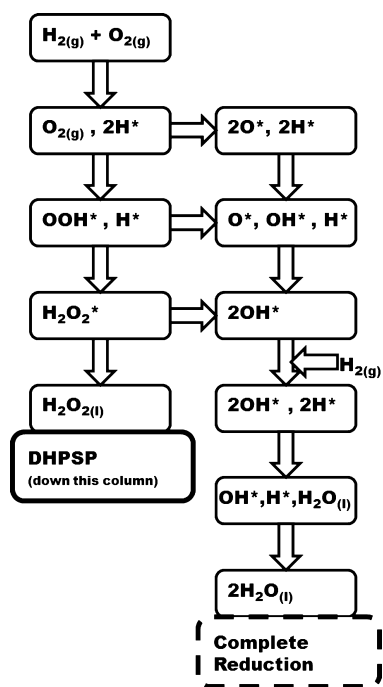 H₂(g) + O₂(g)
O₂(g) , 2H*
2O*, 2H*
OOH* , H*
O*, OH* , H*
H₂O₂*
2OH*
H₂(g)
H₂O₂(l)
2OH* , 2H*
DHPSP
(down this column)
OH*,H*,H₂O(l)
2H₂O(l)
Complete
Reduction